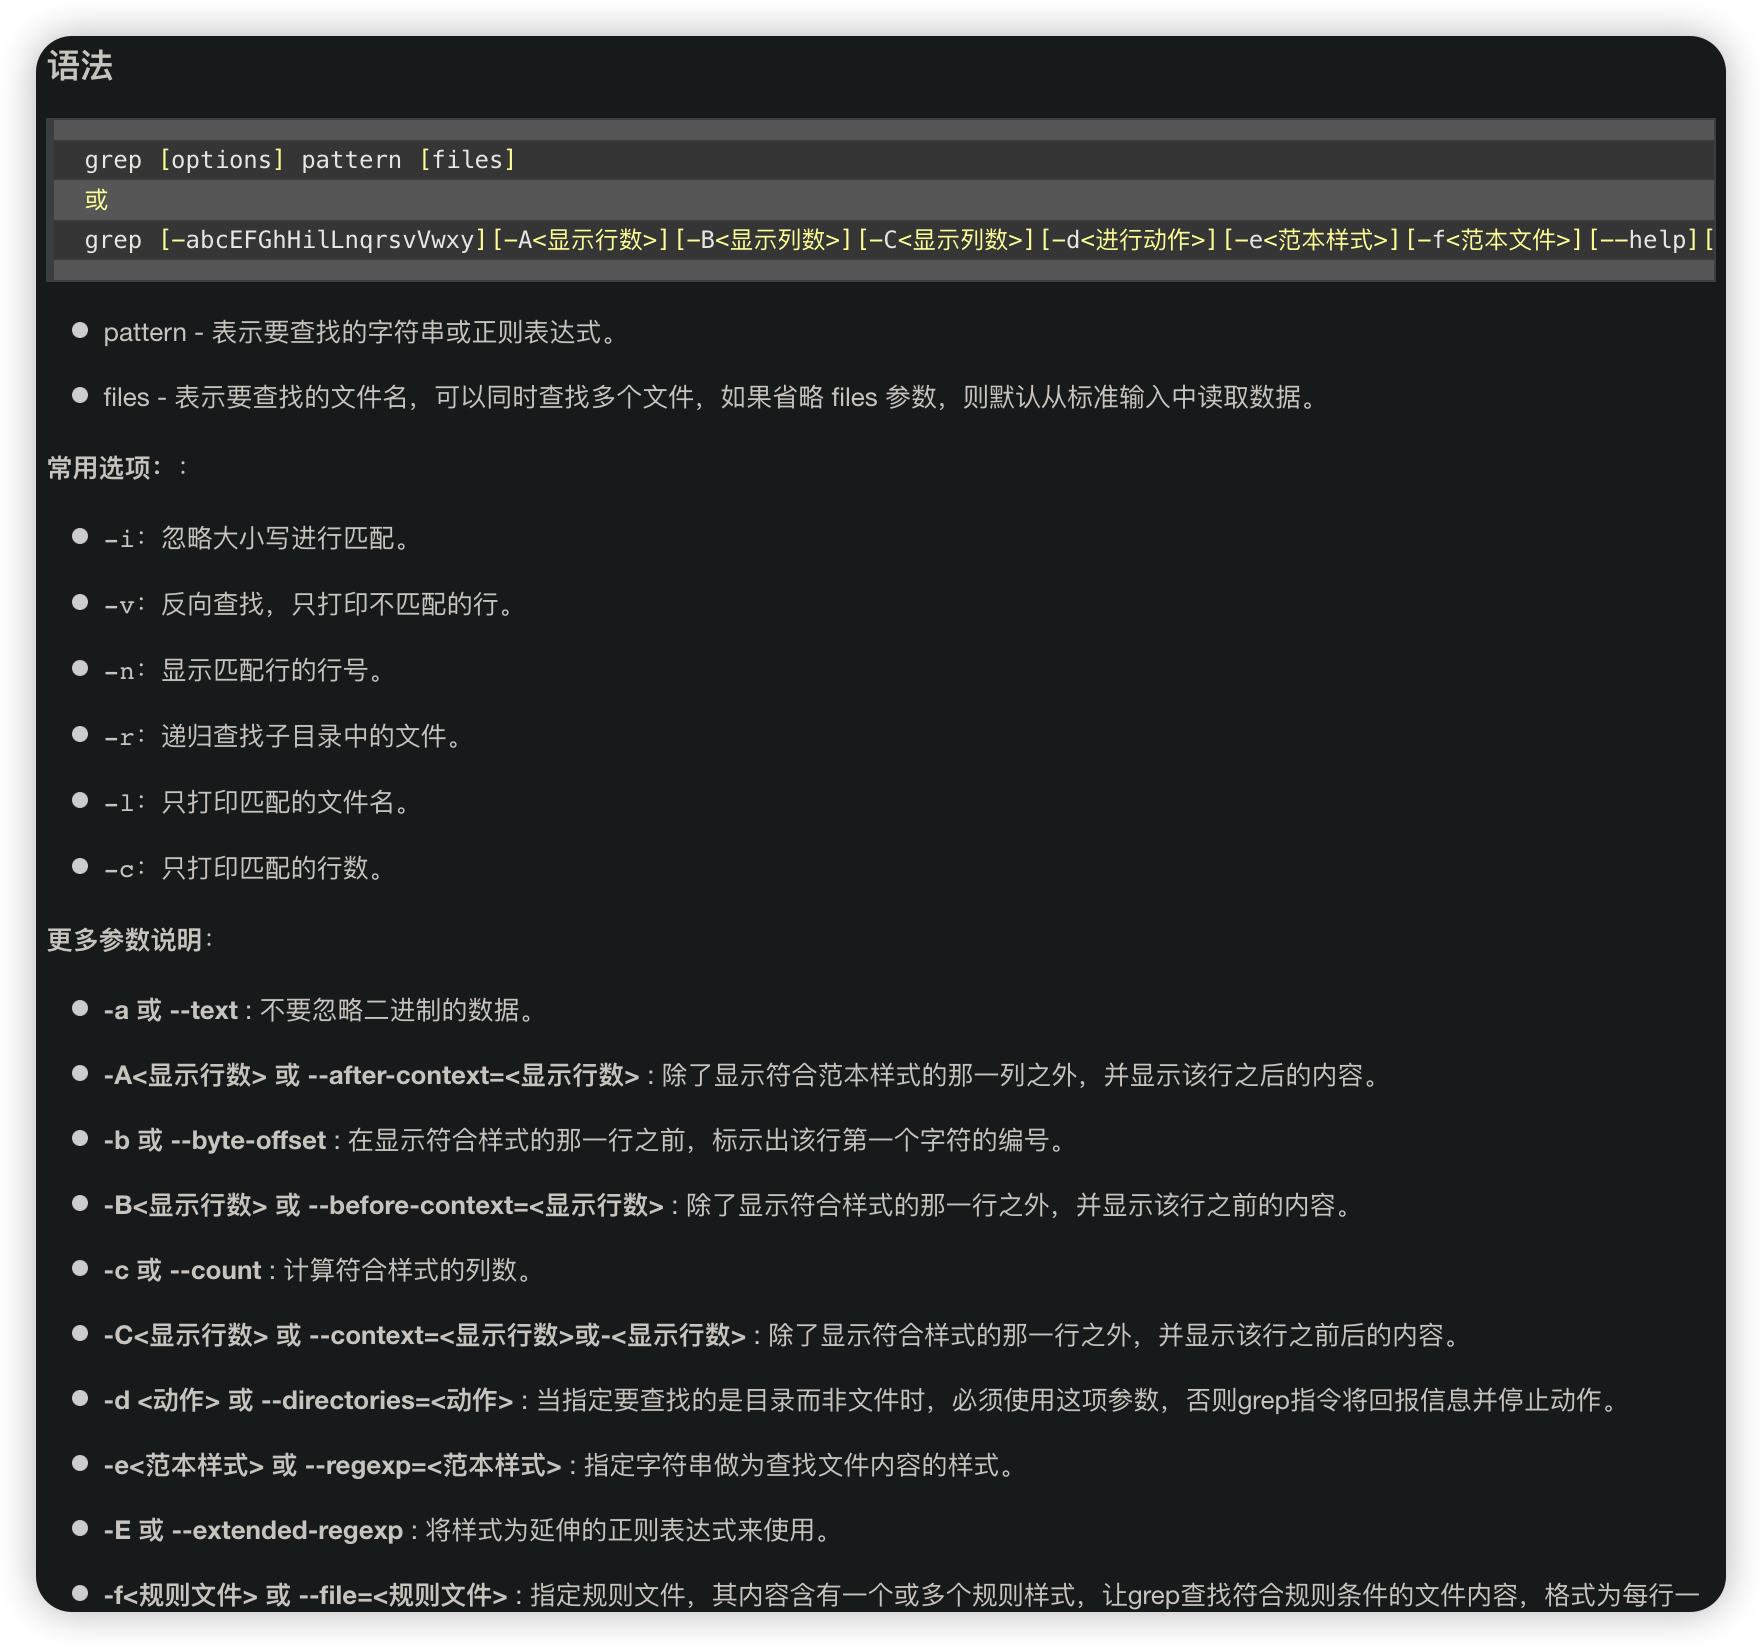 语法
grep [options] pattern [files]
或
grep [-abcEFGhHilLnqrsvVwxy][-A<显示行数>][-B<显示列数>][-C<显示列数>][-d<进行动作>][-e<范本样式>][-f<范本文件>][--help][
pattern - 表示要查找的字符串或正则表达式。
files - 表示要查找的文件名，可以同时查找多个文件，如果省略 files 参数，则默认从标准输入中读取数据。
常用选项：：
-i：忽略大小写进行匹配。
-v：反向查找，只打印不匹配的行。
-n：显示匹配行的行号。
-r：递归查找子目录中的文件。
-l：只打印匹配的文件名。
-c：只打印匹配的行数。
更多参数说明：
-a 或 --text : 不要忽略二进制的数据。
-A<显示行数> 或 --after-context=<显示行数> : 除了显示符合范本样式的那一列之外，并显示该行之后的内容。
-b 或 --byte-offset : 在显示符合样式的那一行之前，标示出该行第一个字符的编号。
-B<显示行数> 或 --before-context=<显示行数> : 除了显示符合样式的那一行之外，并显示该行之前的内容。
-c 或 --count : 计算符合样式的列数。
-C<显示行数> 或 --context=<显示行数>或-<显示行数> : 除了显示符合样式的那一行之外，并显示该行之前后的内容。
-d <动作> 或 --directories=<动作> : 当指定要查找的是目录而非文件时，必须使用这项参数，否则grep指令将回报信息并停止动作。
-e<范本样式> 或 --regexp=<范本样式> : 指定字符串做为查找文件内容的样式。
-E 或 --extended-regexp : 将样式为延伸的正则表达式来使用。
-f<规则文件> 或 --file=<规则文件> : 指定规则文件，其内容含有一个或多个规则样式，让grep查找符合规则条件的文件内容，格式为每行一